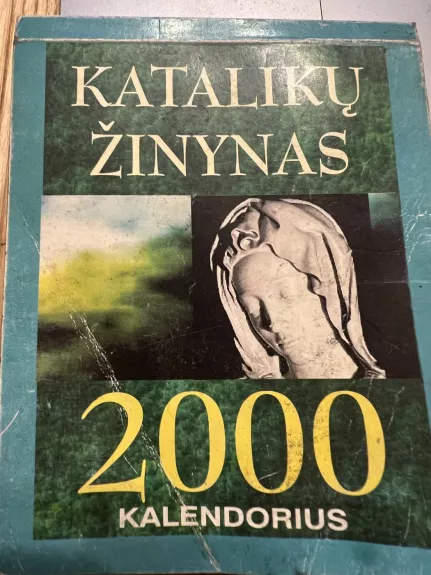 KATALIKŲ
ŽINYNAS
2000
KALENDORIUS